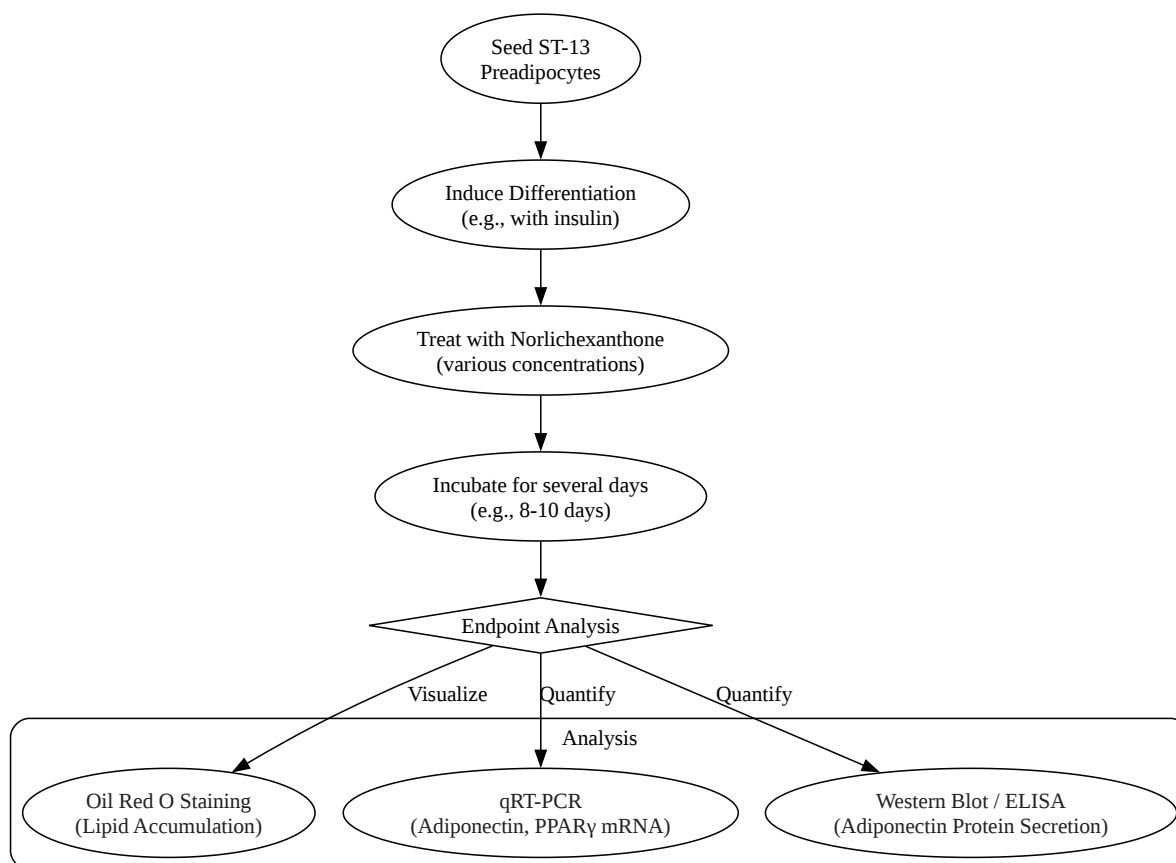 Seed ST-13
Preadipocytes
Induce Differentiation
(e.g., with insulin)
Treat with Norlichexanthone
(various concentrations)
Incubate for several days
(e.g., 8-10 days)
Endpoint Analysis
Visualize
Quantify
Quantify
Analysis
Oil Red O Staining
(Lipid Accumulation)
qRT-PCR
(Adiponectin, PPARγ mRNA)
Western Blot / ELISA
(Adiponectin Protein Secretion)